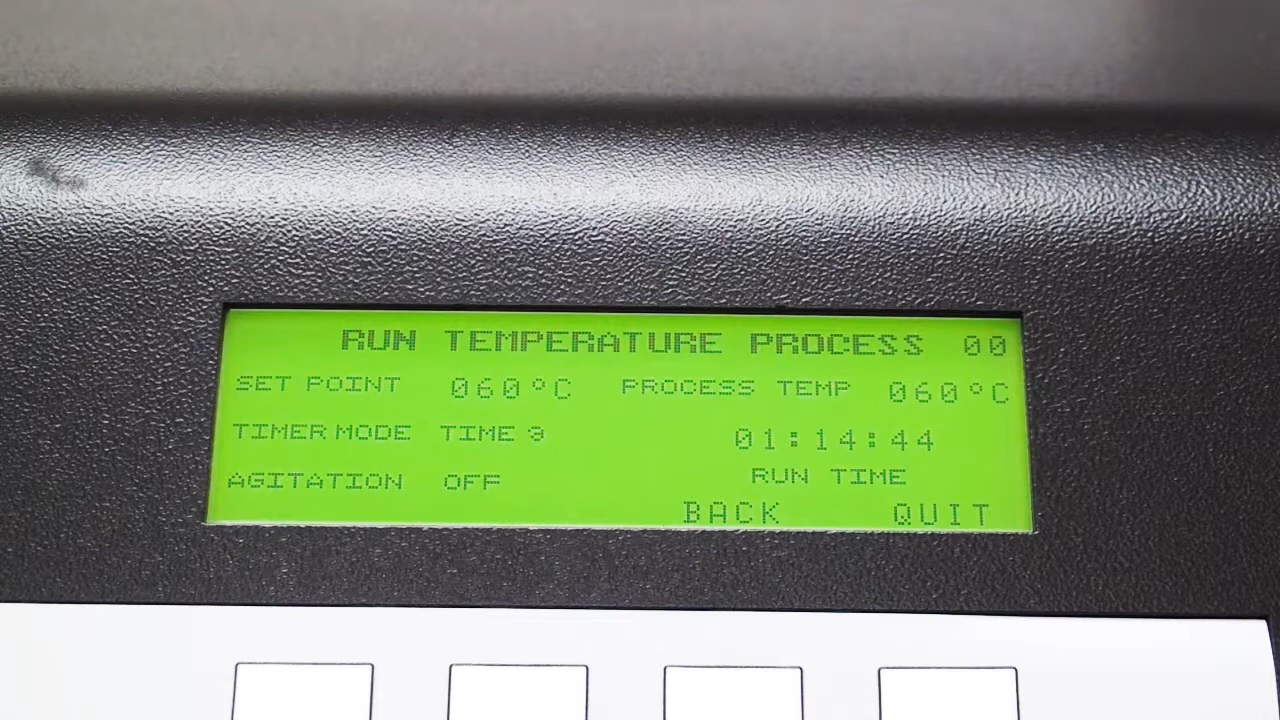 RUN TEMPERATURE PROCESS 00
SET POINT 060°C PROCESS TEMP 060°C
TIMER MODE TIME 01:14:44
AGITATION OFF RUN TIME
BACK QUIT